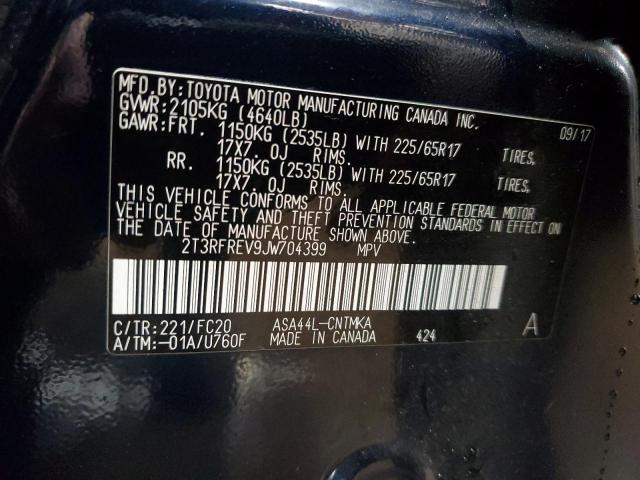 MFD.BY:TOYOTA MOTOR MANUFACTURING CANADA INC.
GVWR:2105KG (4640LB) 09/17
GAWR:FRT. 1150KG (2535LB) WITH 225/65R17 TIRES,
17X7.0J RIMS.
RR. 1150KG (2535LB) WITH 225/65R17 TIRES,
17X7.0J RIMS.
THIS VEHICLE CONFORMS TO ALL APPLICABLE FEDERAL MOTOR
VEHICLE SAFETY AND THEFT PREVENTION STANDARDS IN EFFECT ON
THE DATE OF MANUFACTURE SHOWN ABOVE.
2T3RFREV9JW704399 MPV
C/TR:221/FC20 ASA44L-CNTMKA A
A/TM:-01A/U760F MADE IN CANADA 424